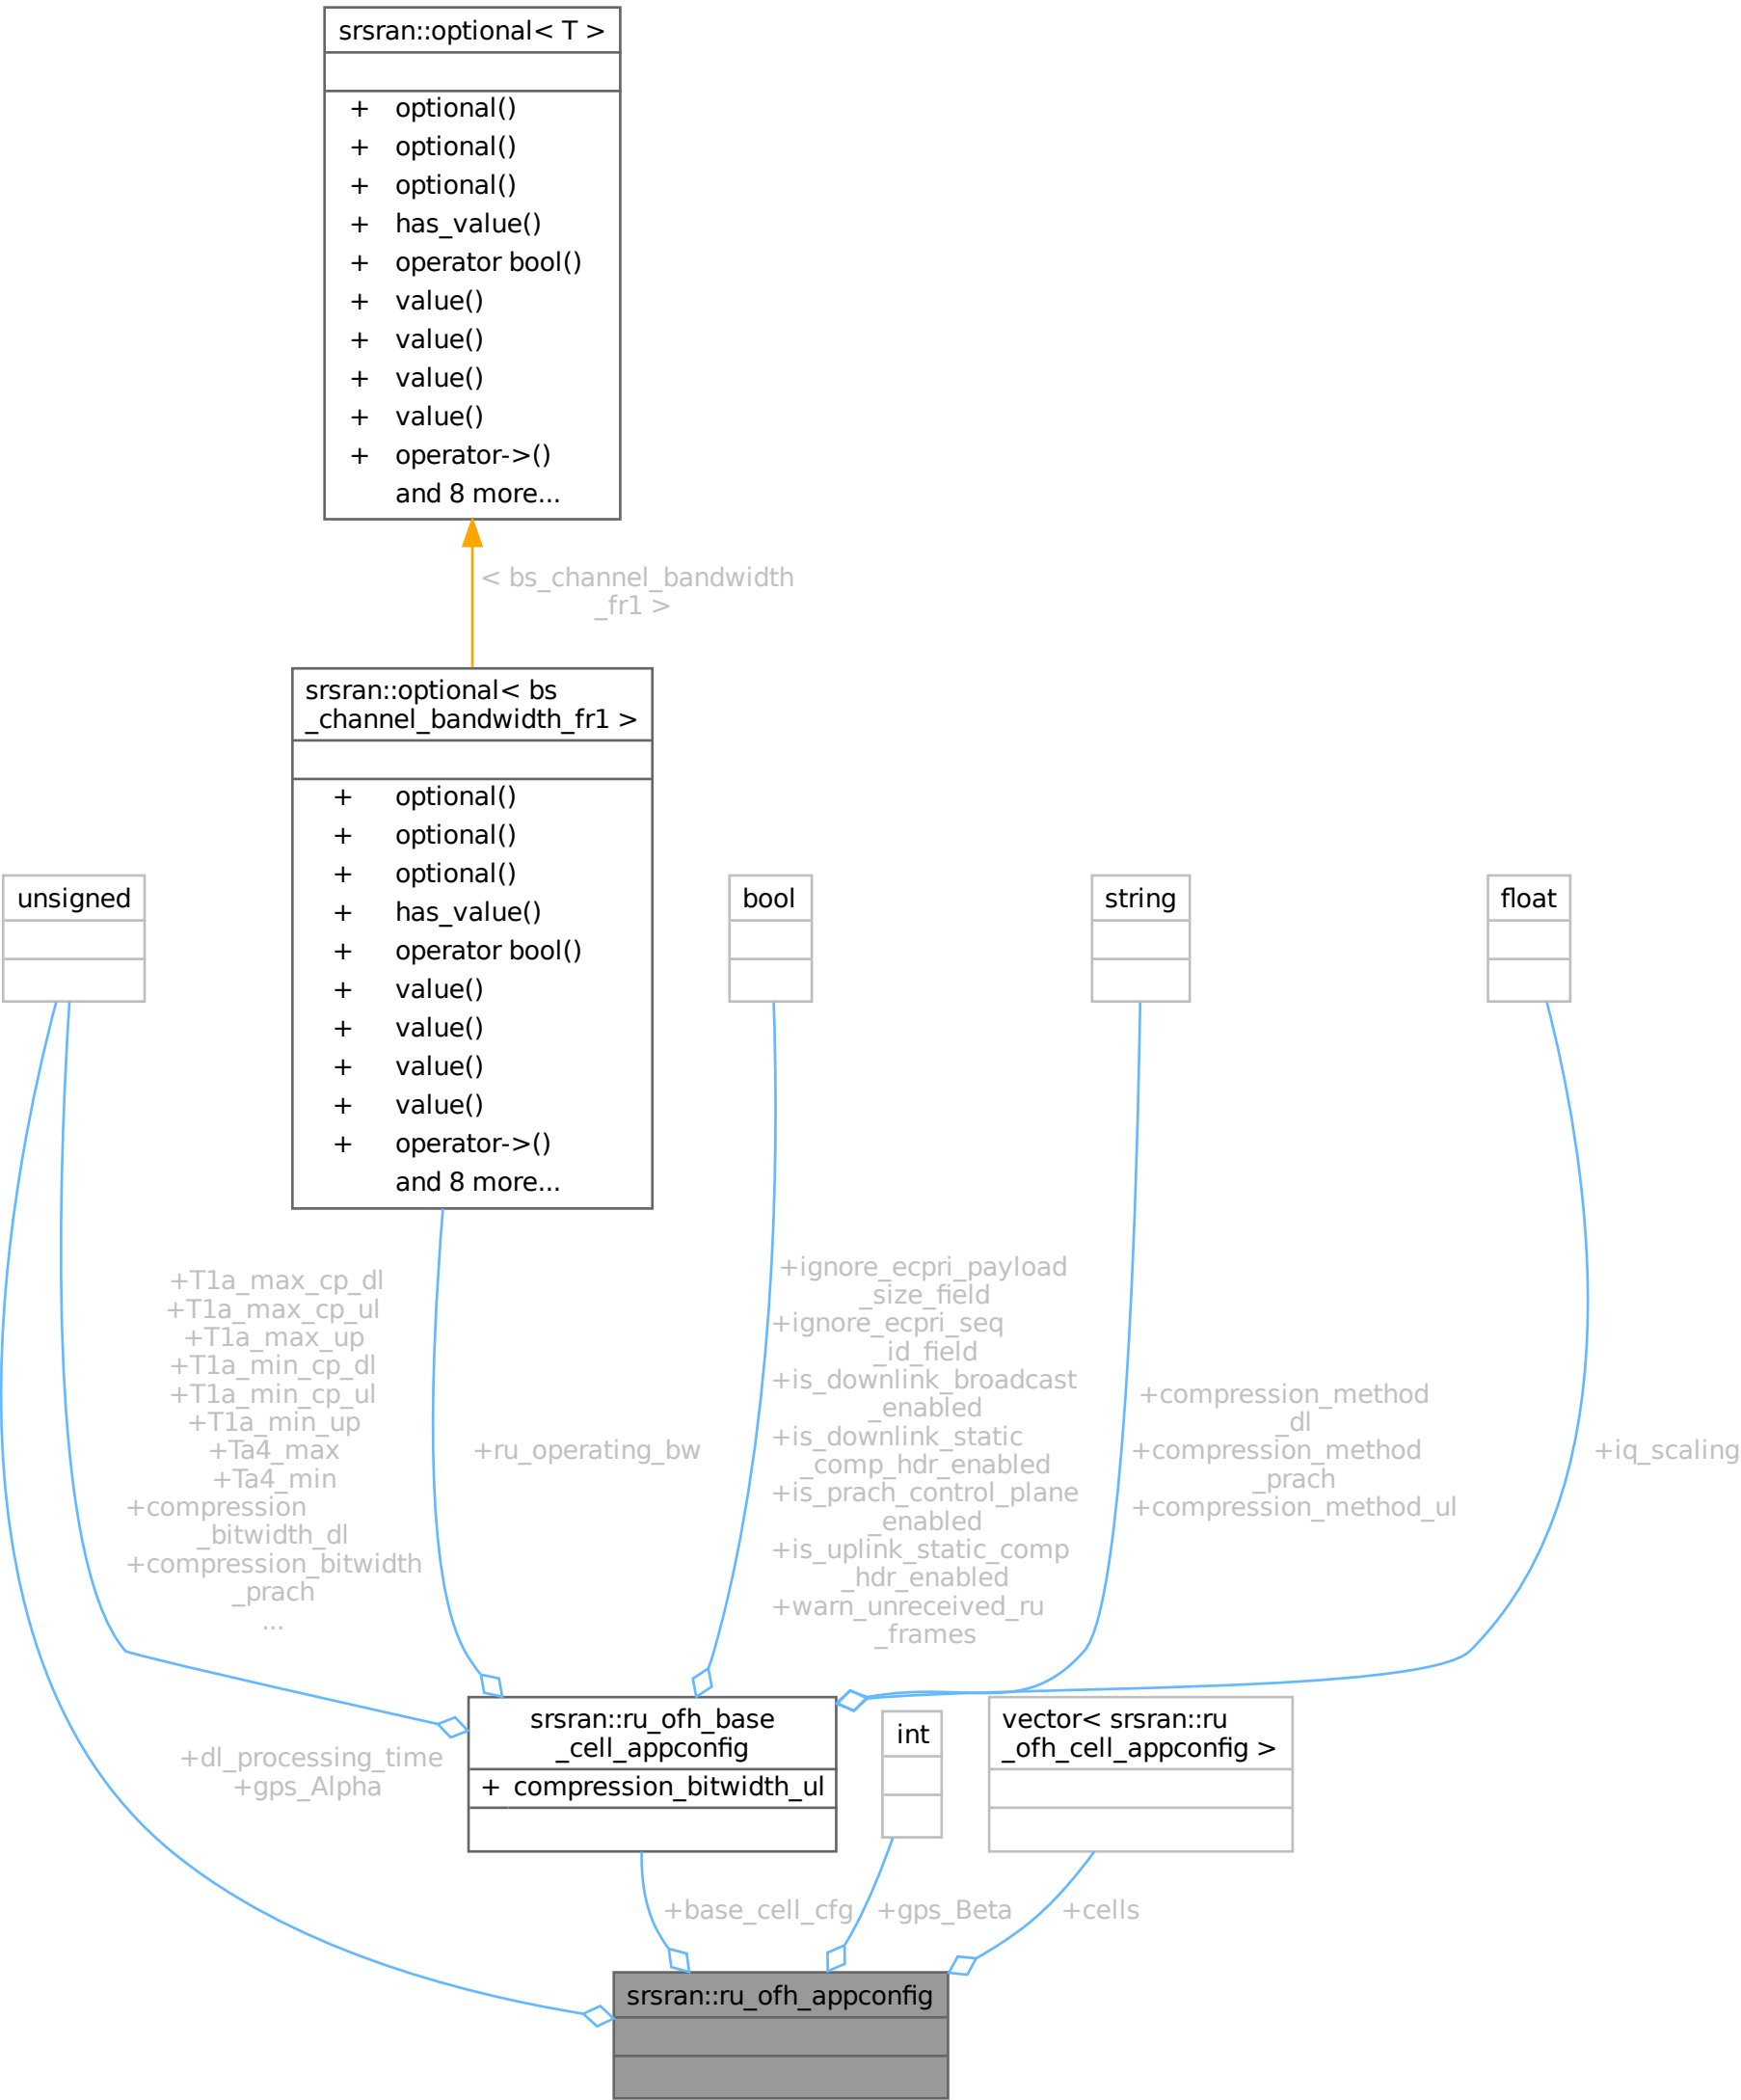 srsran::optional< T >
+ optional()
+ optional()
+ optional()
+ has_value()
+ operator bool()
+ value()
+ value()
+ value()
+ value()
+ operator->()
and 8 more...
< bs_channel_bandwidth
_fr1 >
srsran::optional< bs
_channel_bandwidth_fr1 >
+ optional()
+ optional()
+ optional()
+ has_value()
+ operator bool()
+ value()
+ value()
+ value()
+ value()
+ operator->()
and 8 more...
unsigned
bool
string
float
+T1a_max_cp_dl
+T1a_max_cp_ul
+T1a_max_up
+T1a_min_cp_dl
+T1a_min_cp_ul
+T1a_min_up
+Ta4_max
+Ta4_min
+compression
_bitwidth_dl
+compression_bitwidth
_prach
...
+ru_operating_bw
+ignore_ecpri_payload
_size_field
+ignore_ecpri_seq
_id_field
+is_downlink_broadcast
_enabled
+is_downlink_static
_comp_hdr_enabled
+is_prach_control_plane
_enabled
+is_uplink_static_comp
_hdr_enabled
+warn_unreceived_ru
_frames
+compression_method
_dl
+compression_method
_prach
+compression_method_ul
+iq_scaling
+dl_processing_time
+gps_Alpha
srsran::ru_ofh_base
_cell_appconfig
+ compression_bitwidth_ul
int
vector< srsran::ru
_ofh_cell_appconfig >
+base_cell_cfg
+gps_Beta
+cells
srsran::ru_ofh_appconfig